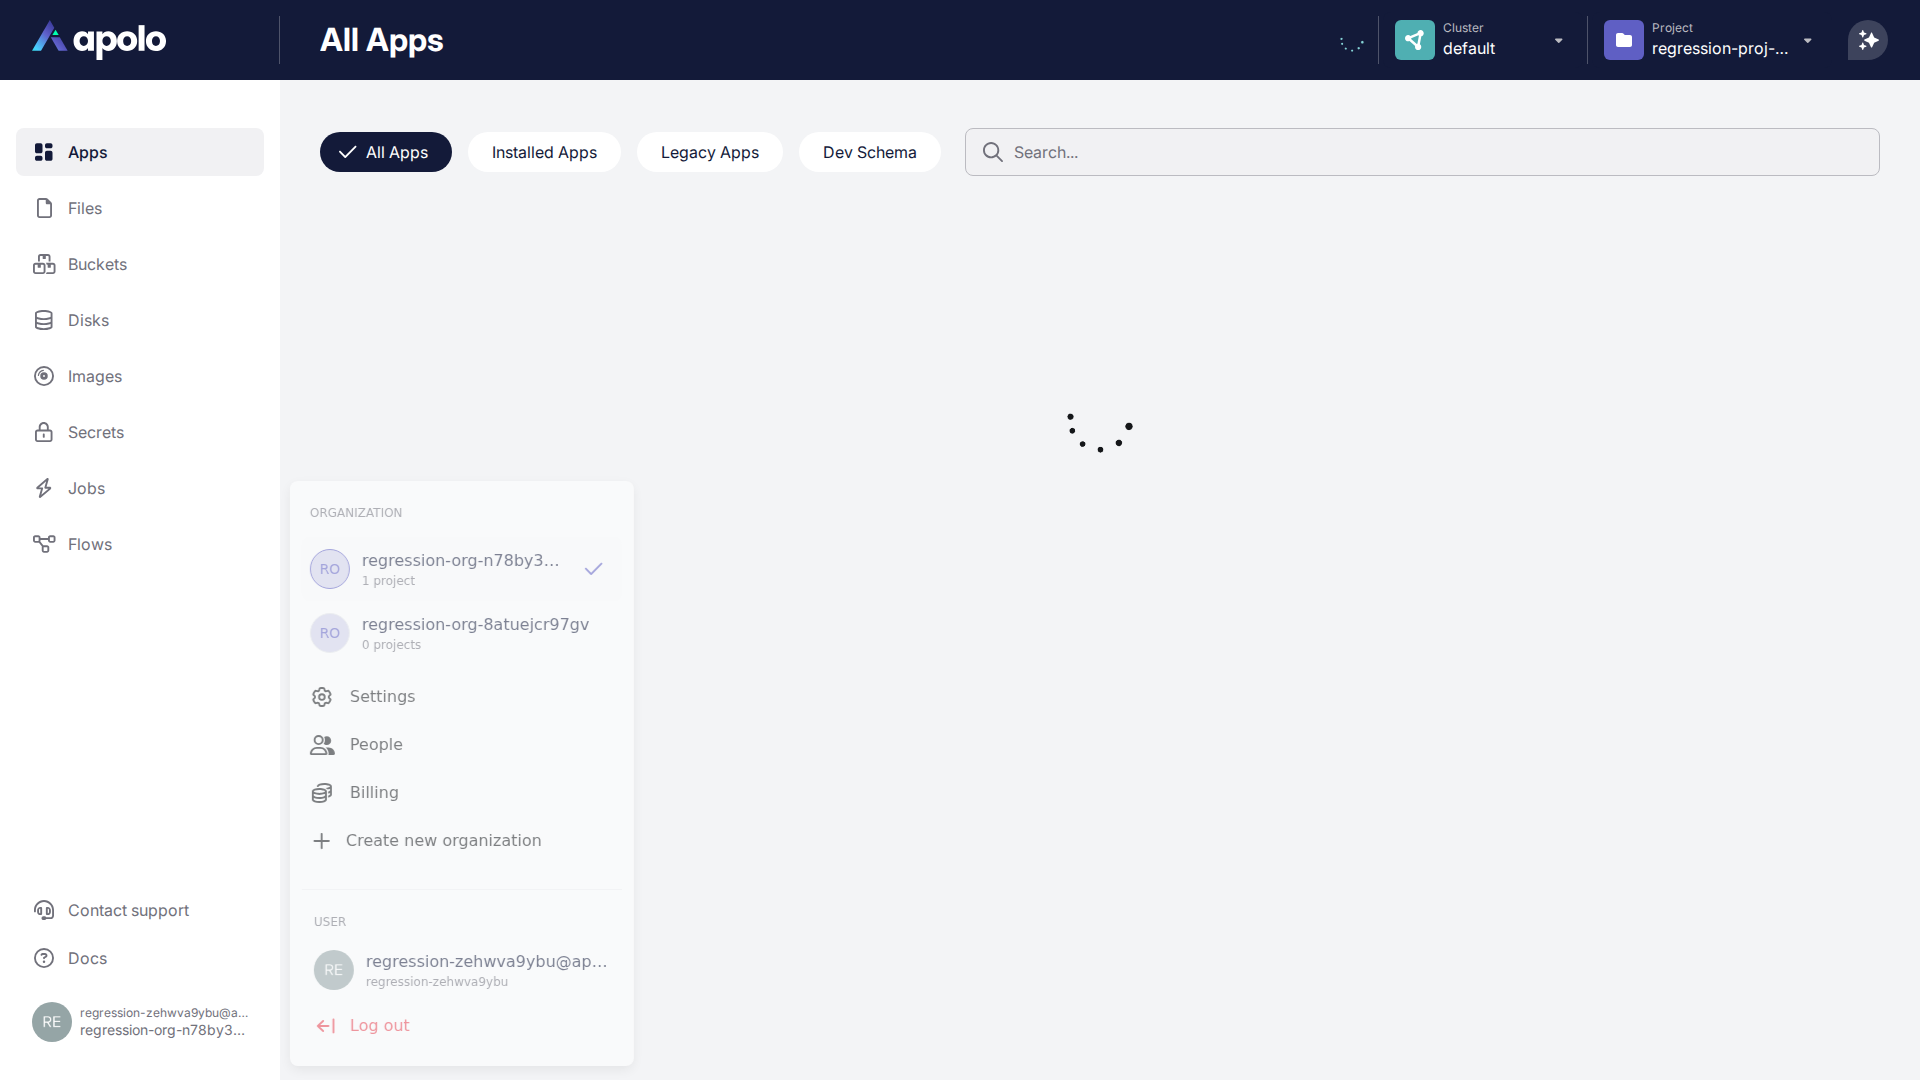 apolo
All Apps
Cluster
default
Project
regression-proj-...
Apps
Files
Buckets
Disks
Images
Secrets
Jobs
Flows
Contact support
Docs
RE
regression-zehwva9ybu@a...
regression-org-n78by3...
All Apps
Installed Apps
Legacy Apps
Dev Schema
Search...
ORGANIZATION
RO
regression-org-n78by3...
1 project
RO
regression-org-8atuejcr97gv
0 projects
Settings
People
Billing
Create new organization
USER
RE
regression-zehwva9ybu@ap...
regression-zehwva9ybu
Log out